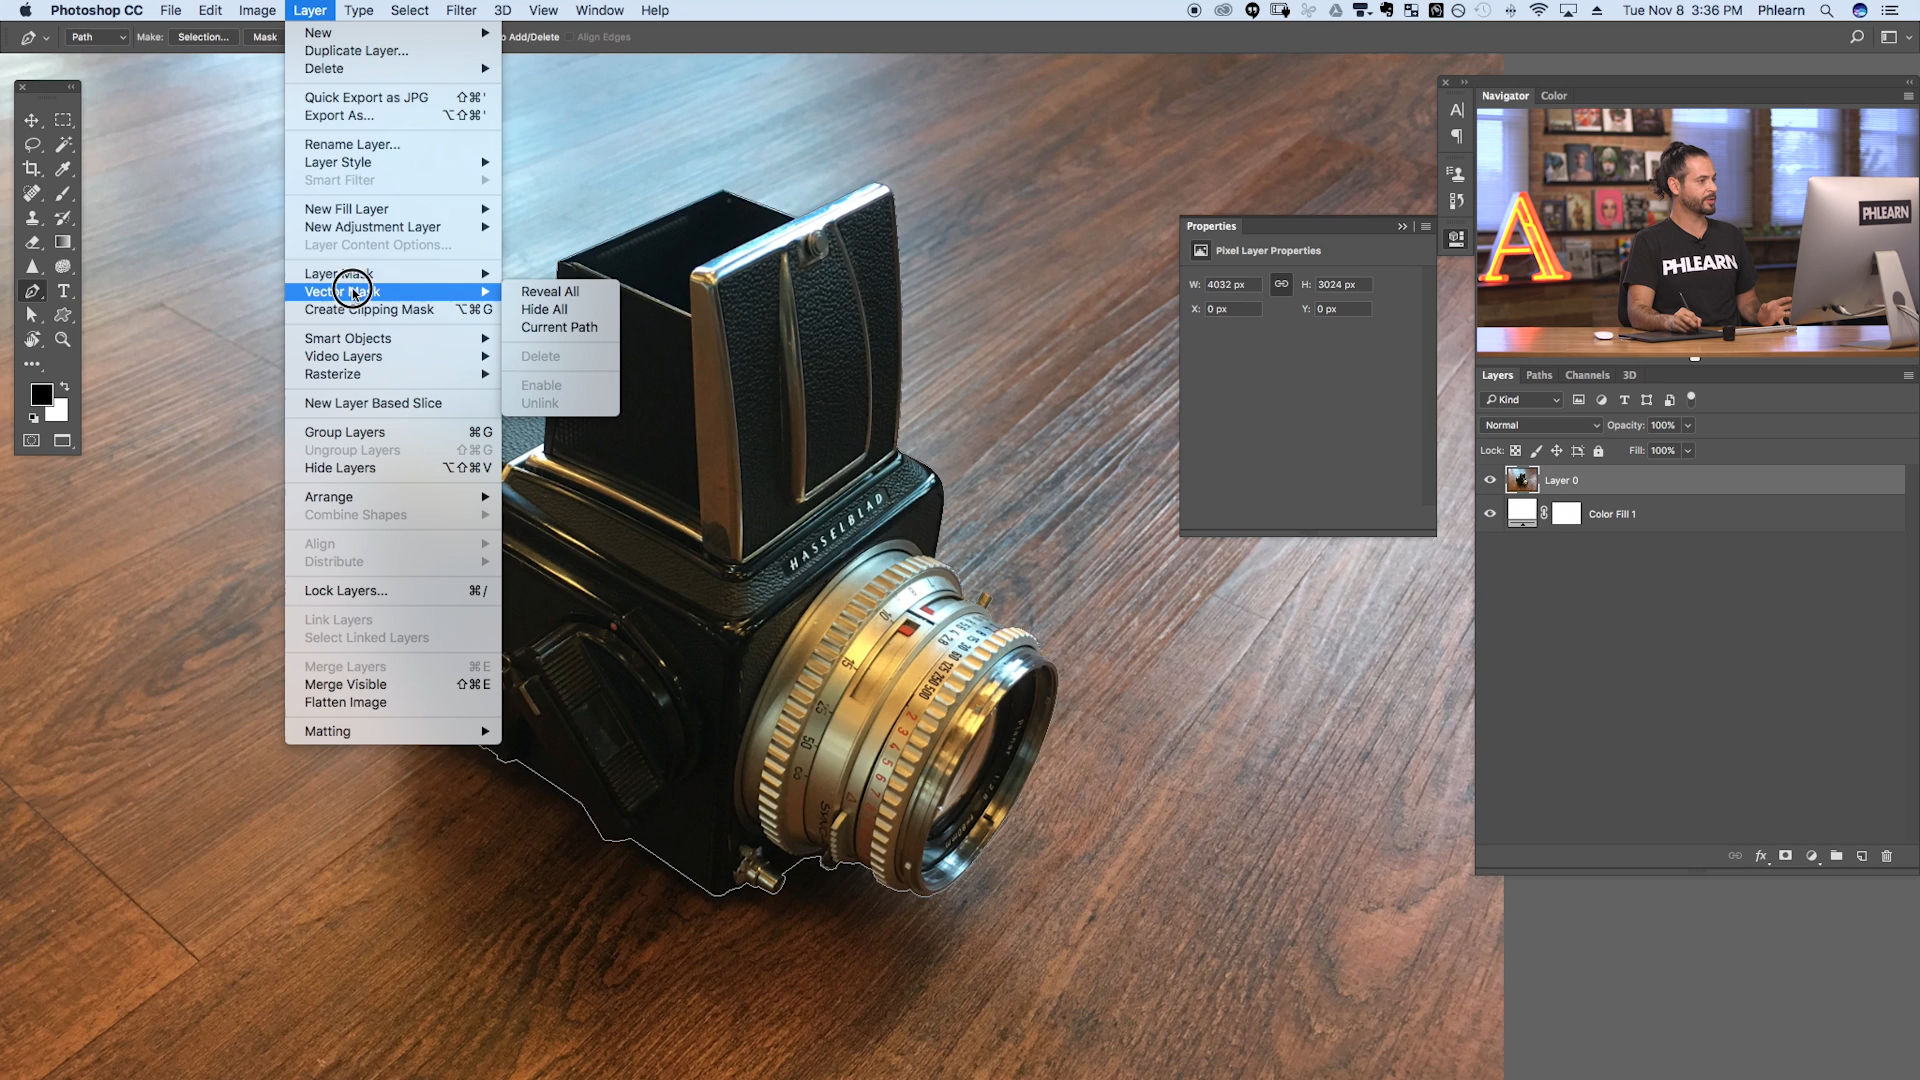 Photoshop CC File Edit Image Layer Type Select Filter 3D View Window Help Tue Nov 8 3:36 PM Phlearn
Path Make: Selection... Mask Add/Delete Align Edges
New
Duplicate Layer...
Delete
Quick Export as JPG ⇧⌘'
Export As... ⌥⇧⌘'
Rename Layer...
Layer Style
Smart Filter
New Fill Layer
New Adjustment Layer
Layer Content Options...
Layer Mask
Vector Mask
Create Clipping Mask ⌥⌘G
Smart Objects
Video Layers
Rasterize
New Layer Based Slice
Group Layers ⌘G
Ungroup Layers ⇧⌘G
Hide Layers ⌥⇧⌘V
Arrange
Combine Shapes
Align
Distribute
Lock Layers... ⌘/
Link Layers
Select Linked Layers
Merge Layers ⌘E
Merge Visible ⇧⌘E
Flatten Image
Matting
Reveal All
Hide All
Current Path
Delete
Enable
Unlink
HASSELBLAD
Properties
Pixel Layer Properties
W: 4032 px H: 3024 px
X: 0 px Y: 0 px
Navigator Color
PHLEARN
PHLEARN
Layers Paths Channels 3D
Kind
Normal Opacity: 100%
Lock: Fill: 100%
Layer 0
Color Fill 1